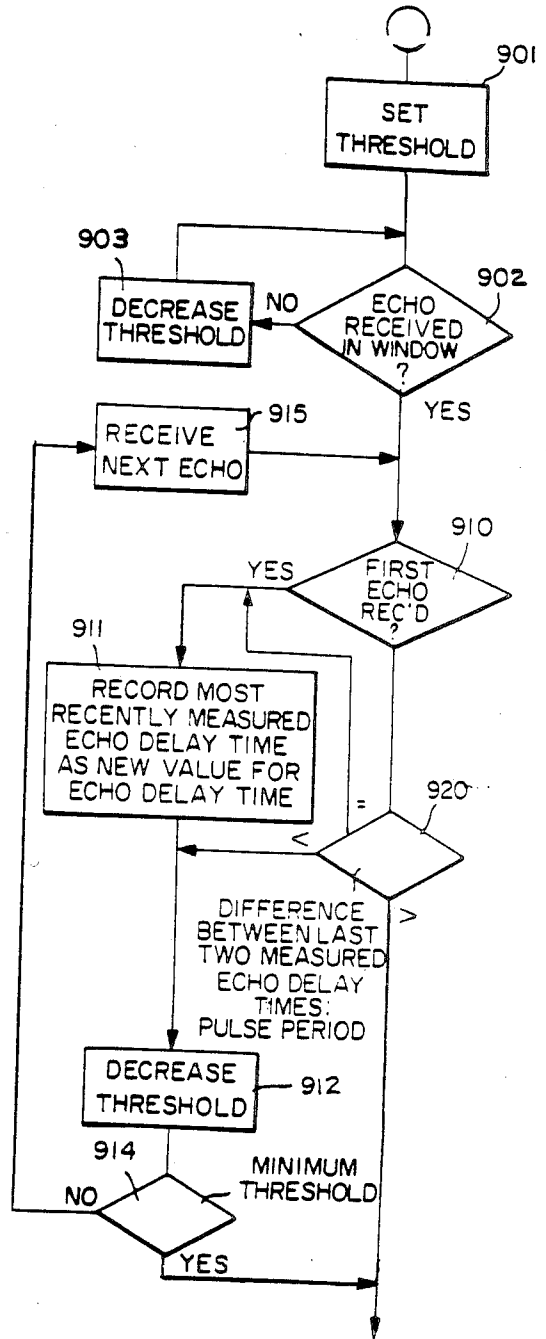 901
SET
THRESHOLD
903
DECREASE
THRESHOLD
NO
902
ECHO
RECEIVED
IN WINDOW
?
YES
915
RECEIVE
NEXT ECHO
910
YES
FIRST
ECHO
REC'D
?
911
RECORD MOST
RECENTLY MEASURED
ECHO DELAY TIME
AS NEW VALUE FOR
ECHO DELAY TIME
=
920
<
>
DIFFERENCE
BETWEEN LAST
TWO MEASURED
ECHO DELAY
TIMES:
PULSE PERIOD
DECREASE
THRESHOLD
912
914
MINIMUM
THRESHOLD
NO
YES